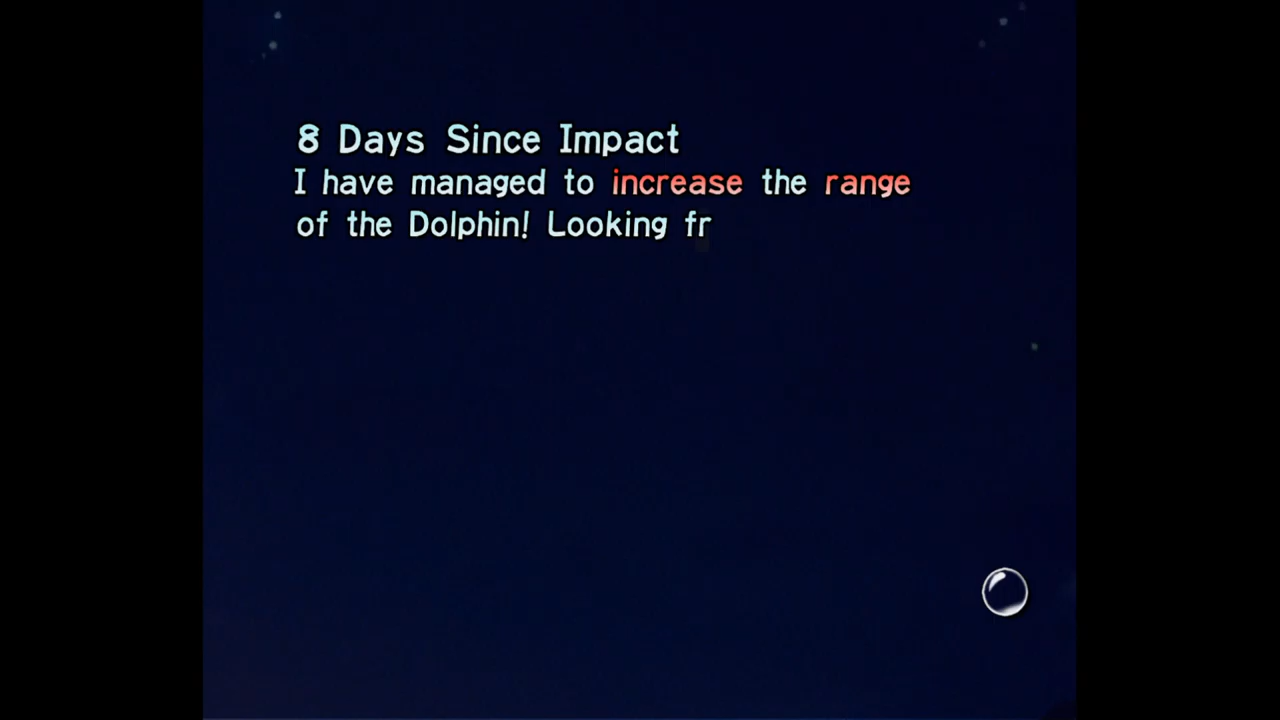 8 Days Since Impact
I have managed to increase the range
of the Dolphin! Looking fr